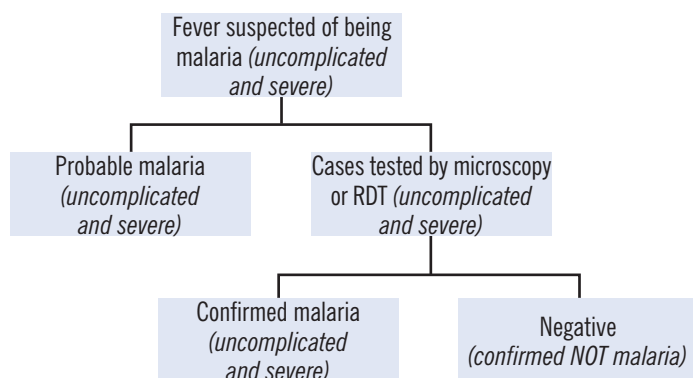 Fever suspected of being
malaria (uncomplicated
and severe)
Probable malaria
(uncomplicated
and severe)
Cases tested by microscopy
or RDT (uncomplicated
and severe)
Confirmed malaria
(uncomplicated
and severe)
Negative
(confirmed NOT malaria)